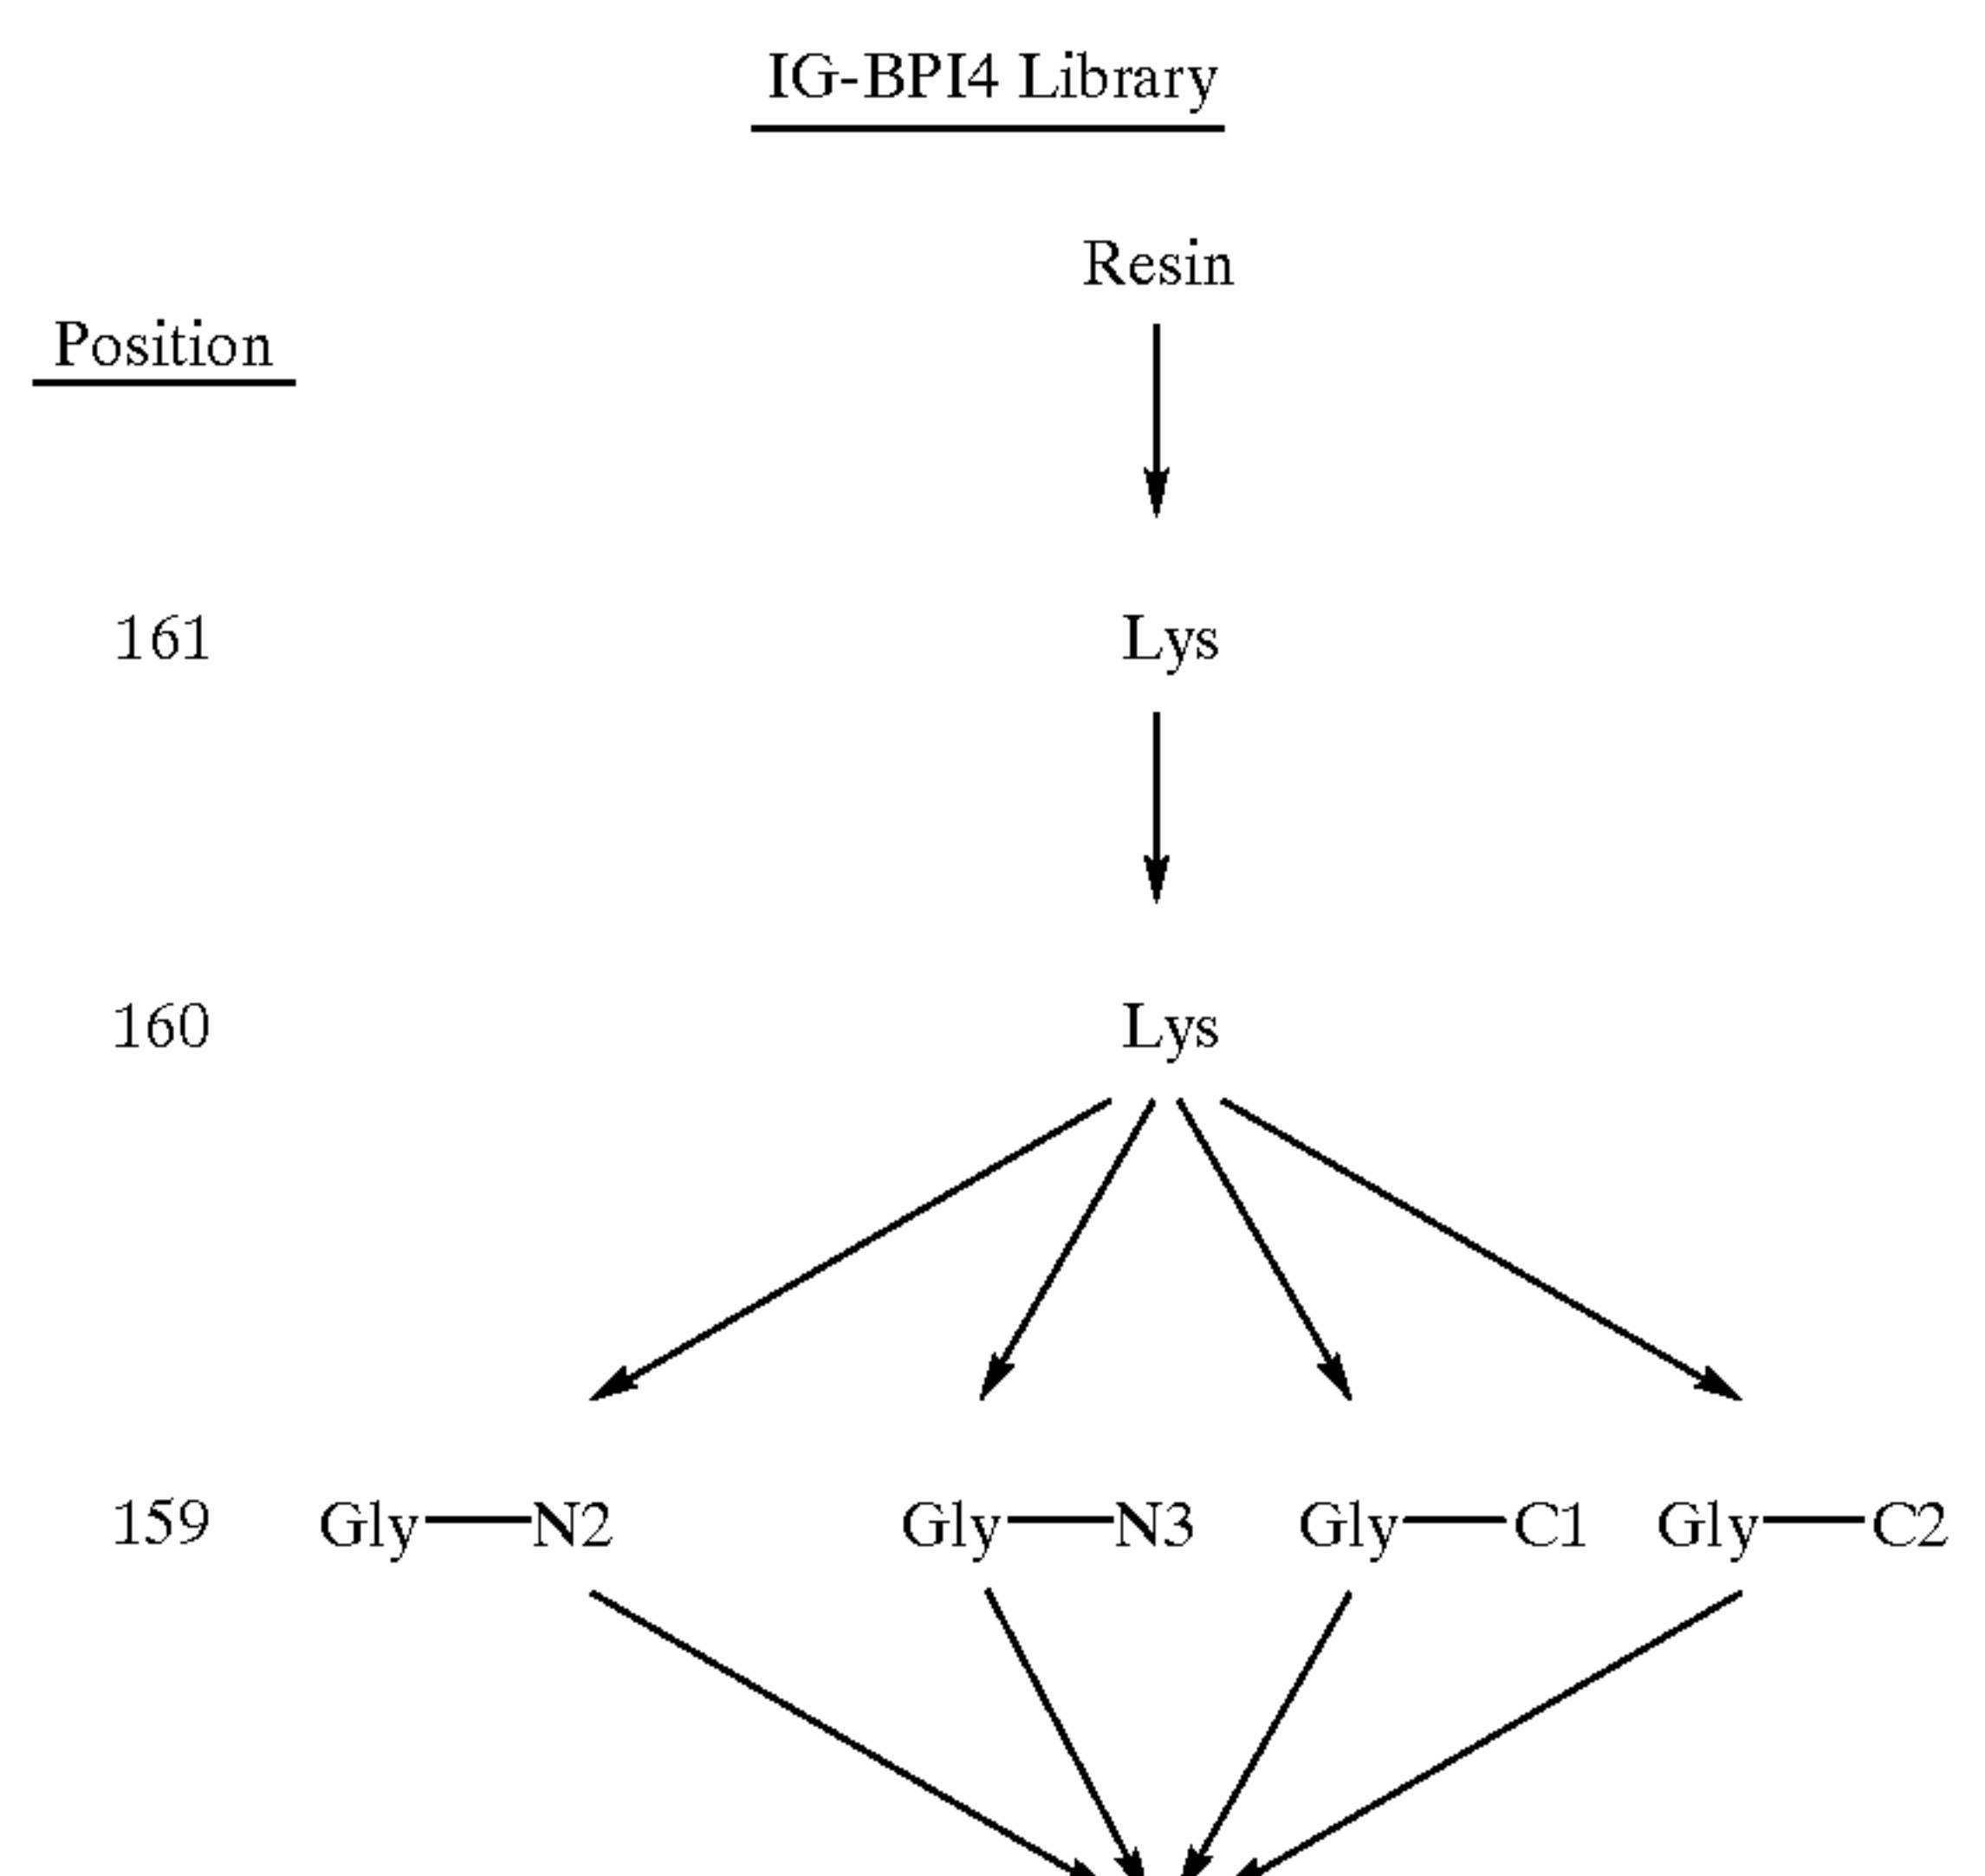 IG-BPI4 Library
Resin
Position
161 Lys
160 Lys
159 Gly—N2 Gly—N3 Gly—C1 Gly—C2